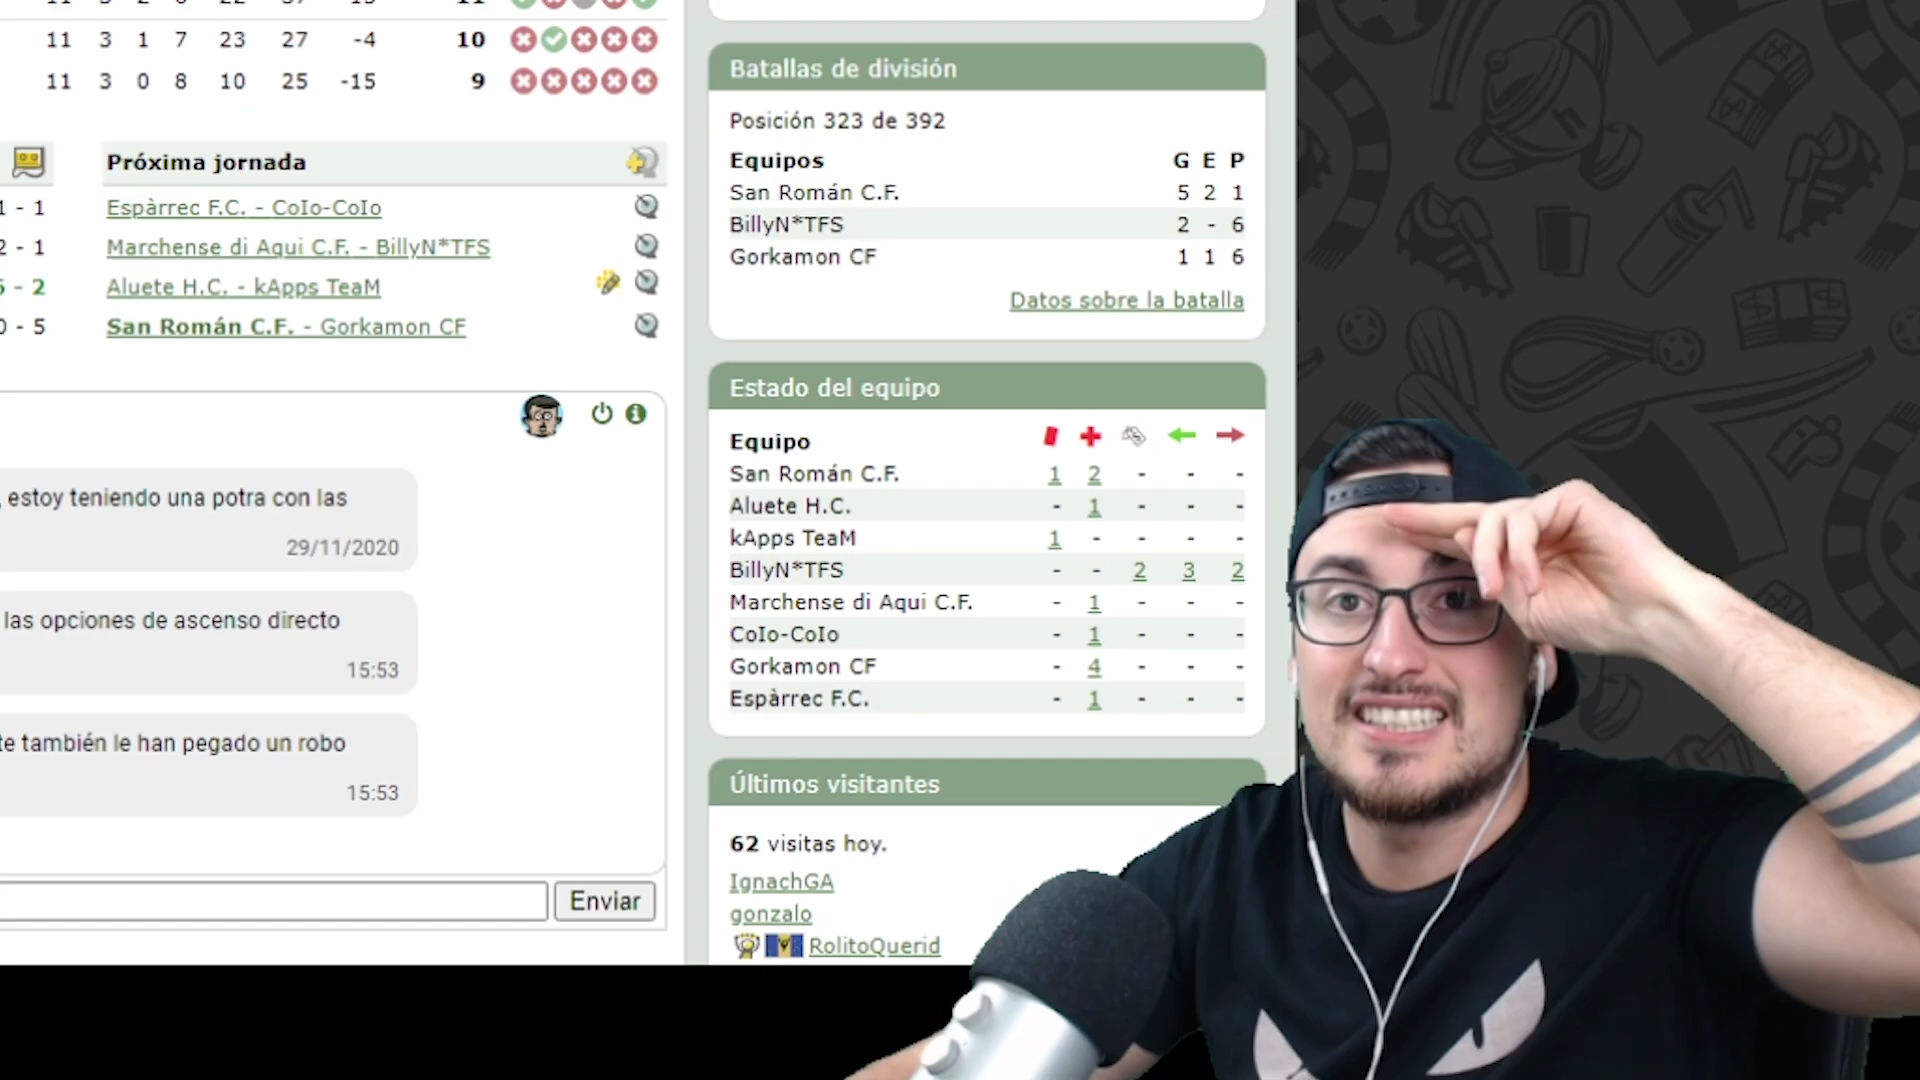 11 3 1 7 23 27 -4 10
11 3 0 8 10 25 -15 9
Próxima jornada
1 - 1 Espàrrec F.C. - CoIo-CoIo
2 - 1 Marchense di Aqui C.F. - BillyN*TFS
- 2 Aluete H.C. - kApps TeaM
0 - 5 San Román C.F. - Gorkamon CF
, estoy teniendo una potra con las
29/11/2020
las opciones de ascenso directo
15:53
también le han pegado un robo
15:53
Enviar
Batallas de división
Posición 323 de 392
Equipos G E P
San Román C.F. 5 2 1
BillyN*TFS 2 - 6
Gorkamon CF 1 1 6
Datos sobre la batalla
Estado del equipo
Equipo
San Román C.F. 1 2 - - -
Aluete H.C. - 1 - - -
kApps TeaM 1 - - - -
BillyN*TFS - - 2 3 2
Marchense di Aqui C.F. - 1 - - -
CoIo-CoIo - 1 - - -
Gorkamon CF - 4 - - -
Espàrrec F.C. - 1 - - -
Últimos visitantes
62 visitas hoy.
IgnachGA
gonzalo
RolitoQuerid